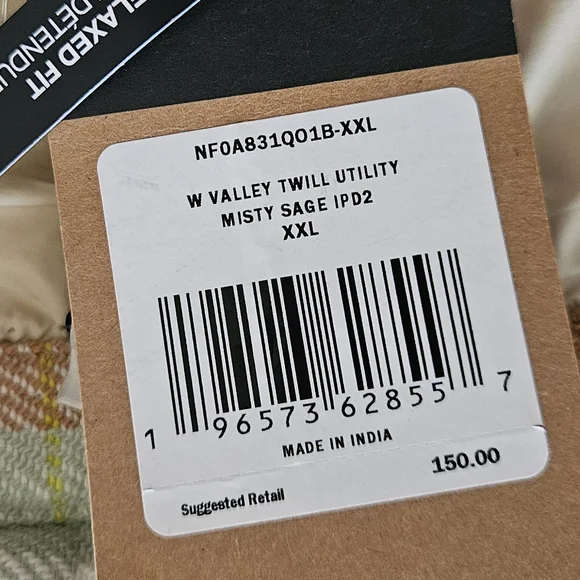 RELAXED FIT
DÉTENDU
NF0A831QO1B-XXL
W VALLEY TWILL UTILITY
MISTY SAGE IPD2
XXL
1 96573 62855 7
MADE IN INDIA
Suggested Retail 150.00